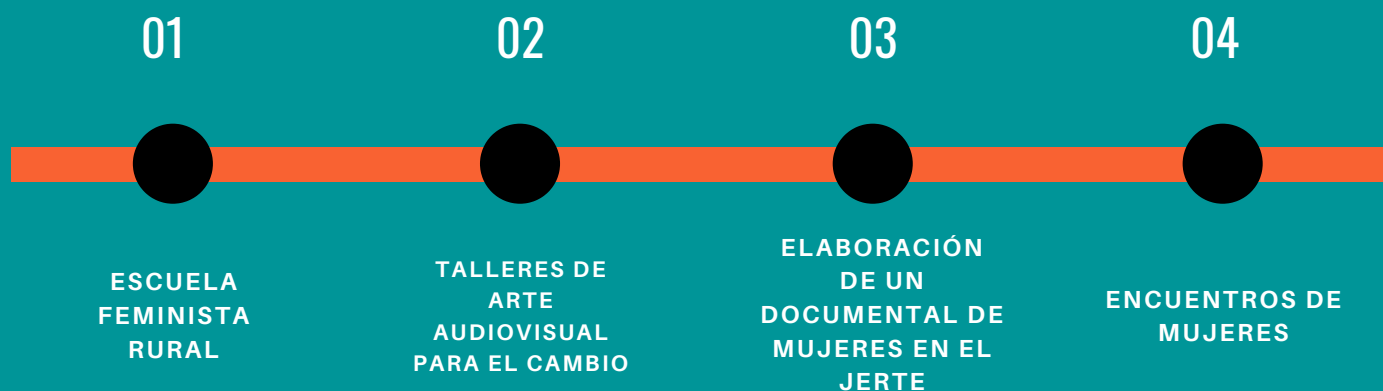 01
ESCUELA
FEMINISTA
RURAL
02
TALLERES DE
ARTE
AUDIOVISUAL
PARA EL CAMBIO
03
ELABORACIÓN
DE UN
DOCUMENTAL DE
MUJERES EN EL
JERTE
04
ENCUENTROS DE
MUJERES